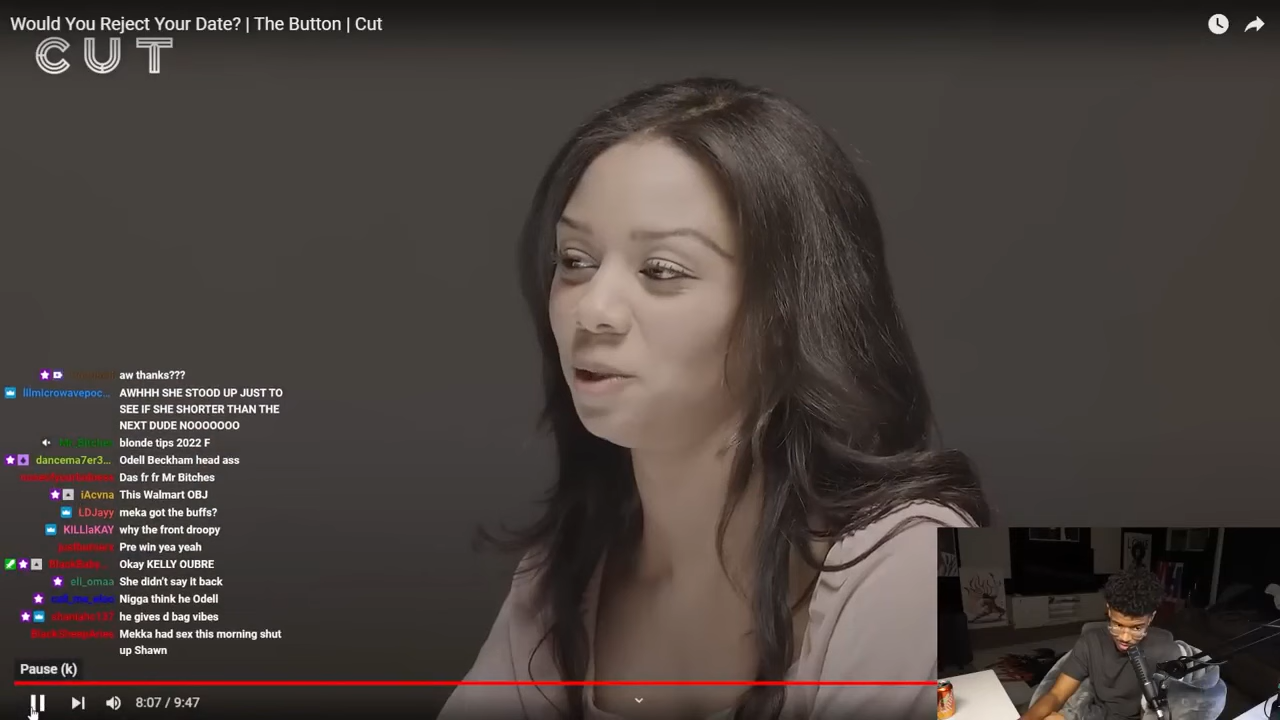 Would You Reject Your Date? | The Button | Cut
CUT
aw thanks???
lilmicrowavepoc... AWHHH SHE STOOD UP JUST TO
SEE IF SHE SHORTER THAN THE
NEXT DUDE NOOOOOOO
blonde tips 2022 F
dancema7er3... Odell Beckham head ass
Das fr fr Mr Bitches
iAcvna This Walmart OBJ
LDJayy meka got the buffs?
KILLlaKAY why the front droopy
Pre win yea yeah
Okay KELLY OUBRE
eli_omaa She didn't say it back
Nigga think he Odell
he gives d bag vibes
BlackSheepAries Mekka had sex this morning shut
up Shawn
Pause (k)
8:07 / 9:47